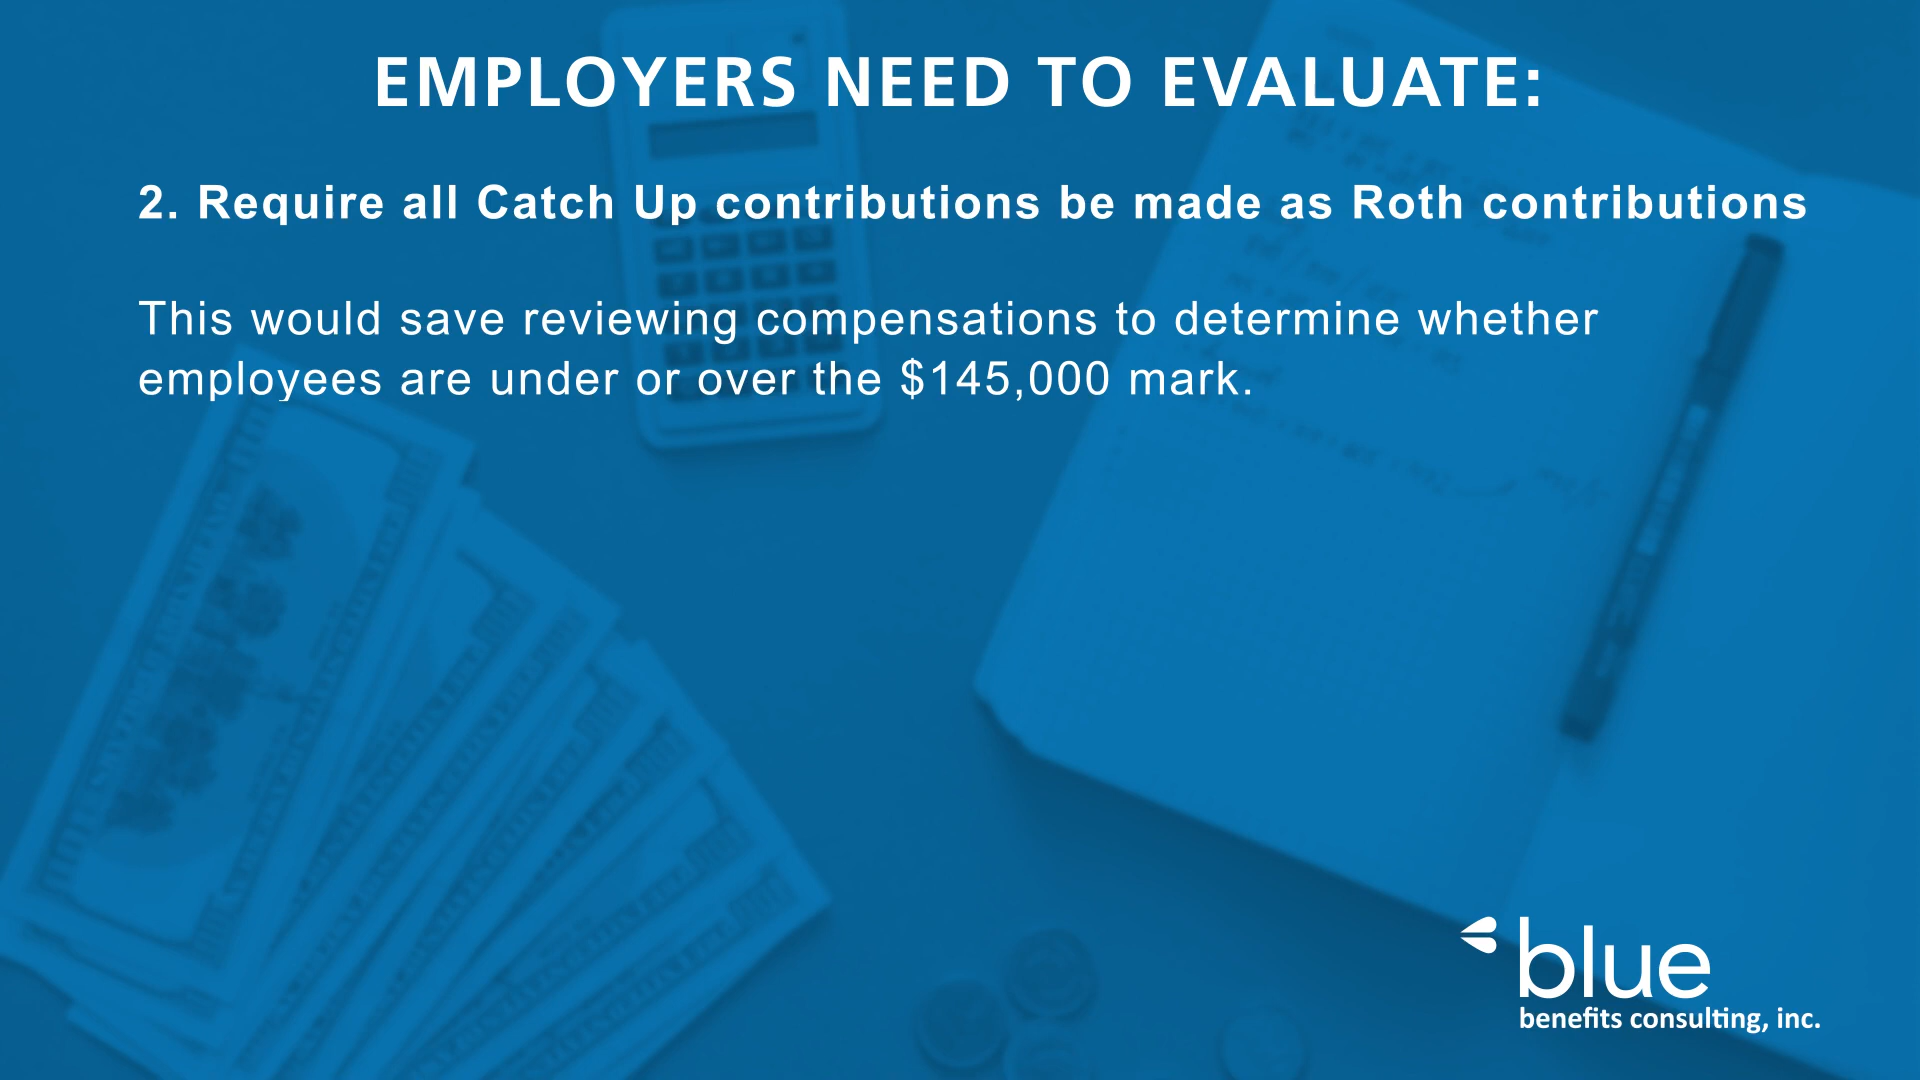 EMPLOYERS NEED TO EVALUATE:
2. Require all Catch Up contributions be made as Roth contributions
This would save reviewing compensations to determine whether
employees are under or over the $145,000 mark.
blue
benefits consulting, inc.